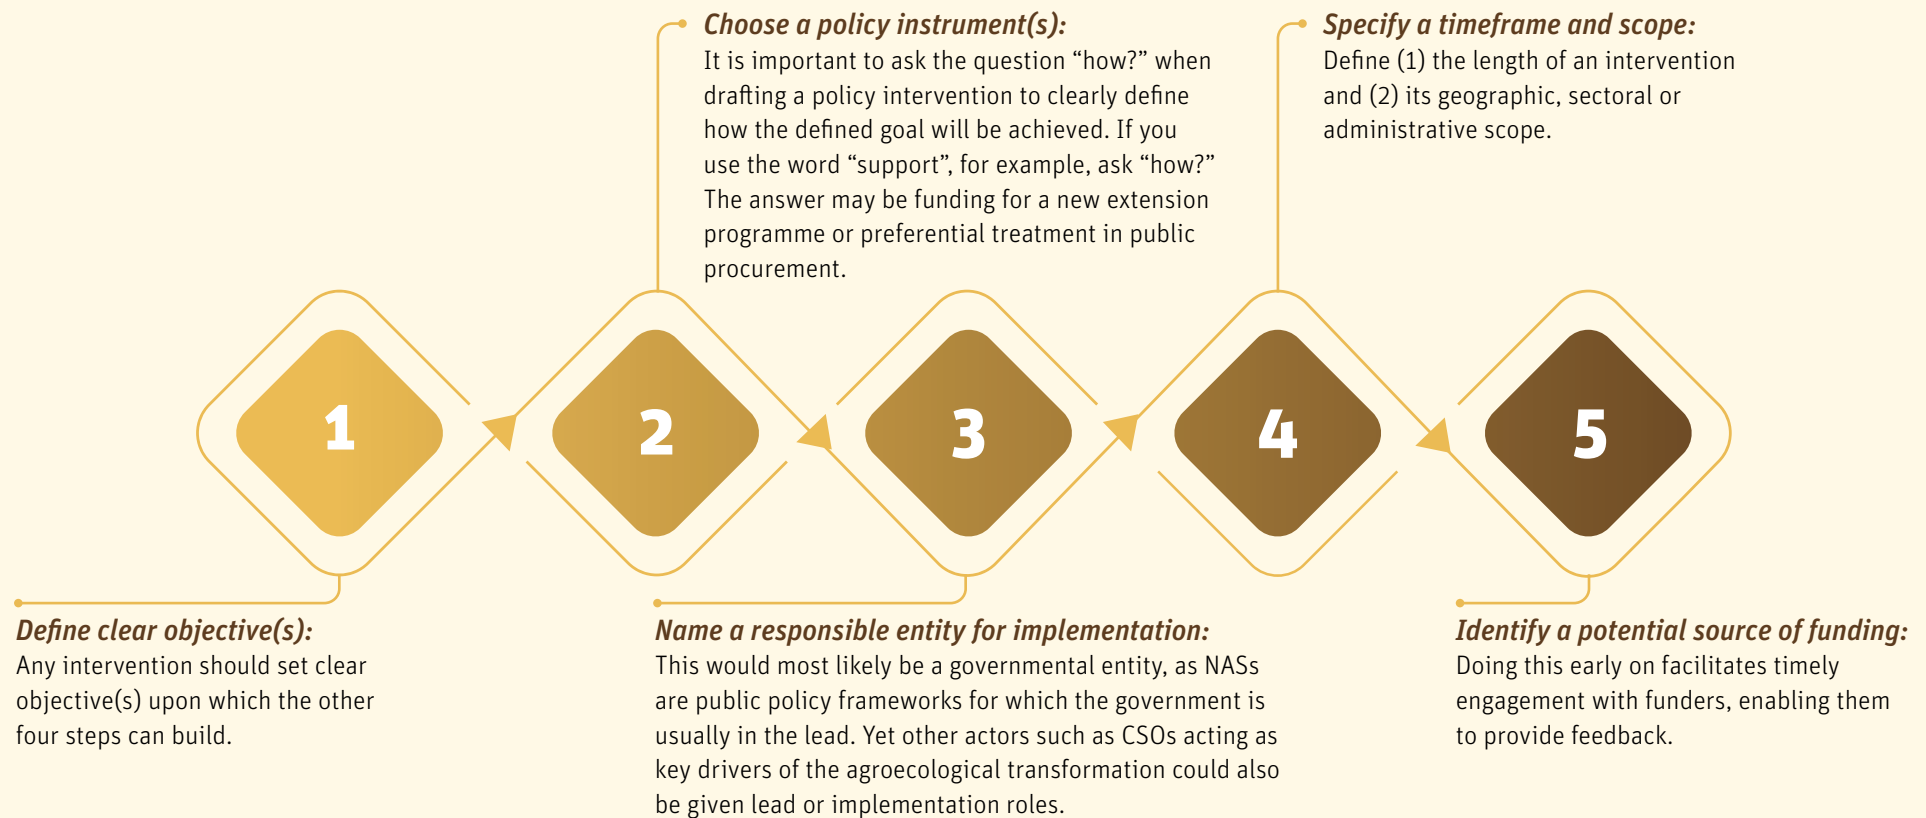 Choose a policy instrument(s):
It is important to ask the question “how?” when
drafting a policy intervention to clearly define
how the defined goal will be achieved. If you
use the word “support”, for example, ask “how?”
The answer may be funding for a new extension
programme or preferential treatment in public
procurement.
Specify a timeframe and scope:
Define (1) the length of an intervention
and (2) its geographic, sectoral or
administrative scope.
1
2
3
4
5
Define clear objective(s):
Any intervention should set clear
objective(s) upon which the other
four steps can build.
Name a responsible entity for implementation:
This would most likely be a governmental entity, as NASs
are public policy frameworks for which the government is
usually in the lead. Yet other actors such as CSOs acting as
key drivers of the agroecological transformation could also
be given lead or implementation roles.
Identify a potential source of funding:
Doing this early on facilitates timely
engagement with funders, enabling them
to provide feedback.